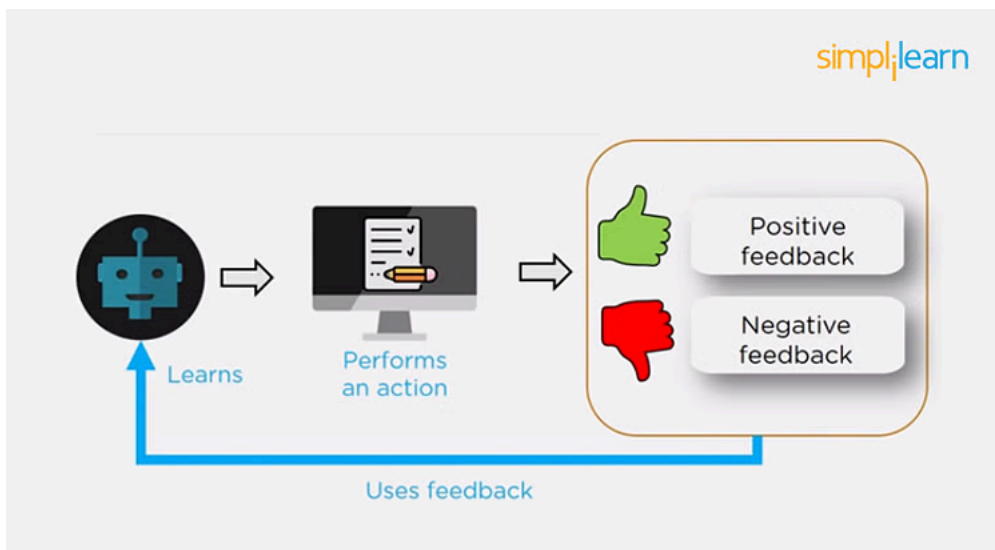 simplilearn
Positive
feedback
Negative
feedback
Learns
Performs
an action
Uses feedback